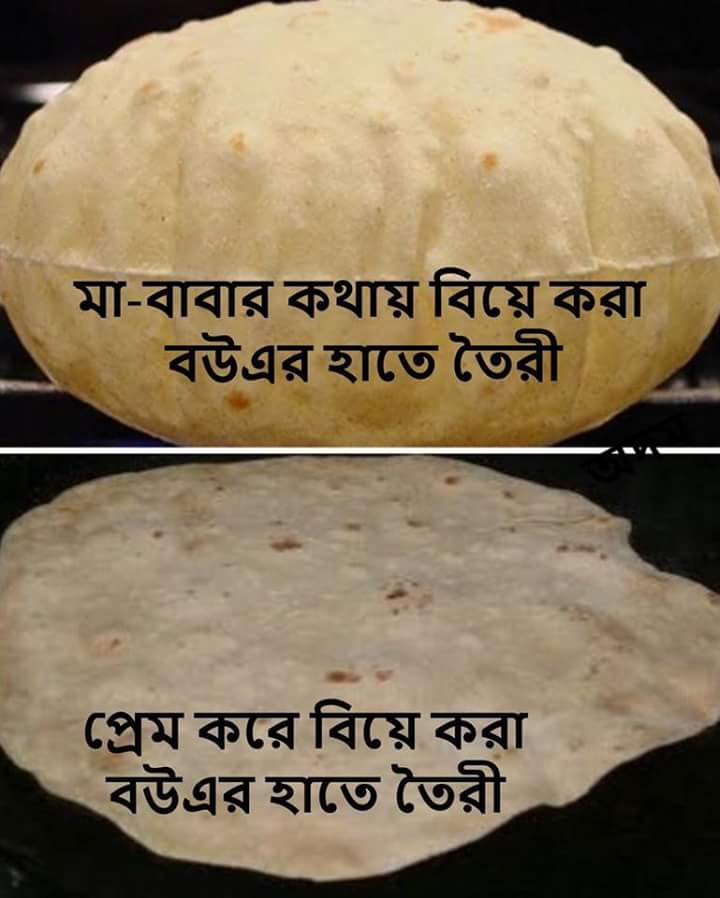 মা-বাবার কথায় বিয়ে করা
বউএর হাতে তৈরী
প্রেম করে বিয়ে করা
বউএর হাতে তৈরী